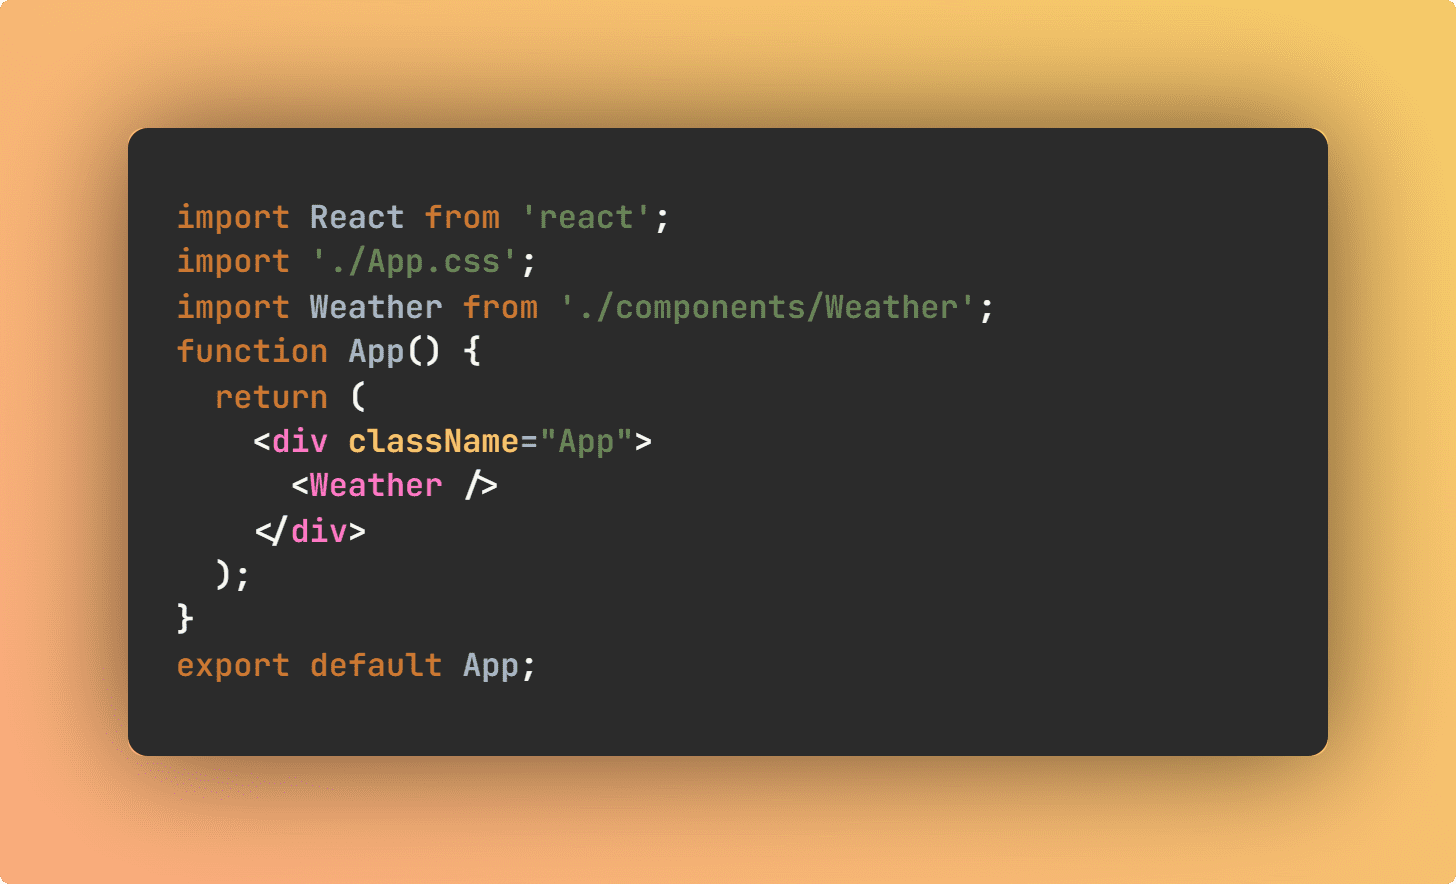 import React from 'react';
import './App.css';
import Weather from './components/Weather';
function App() {
  return (
    <div className="App">
      <Weather />
    </div>
  );
}
export default App;